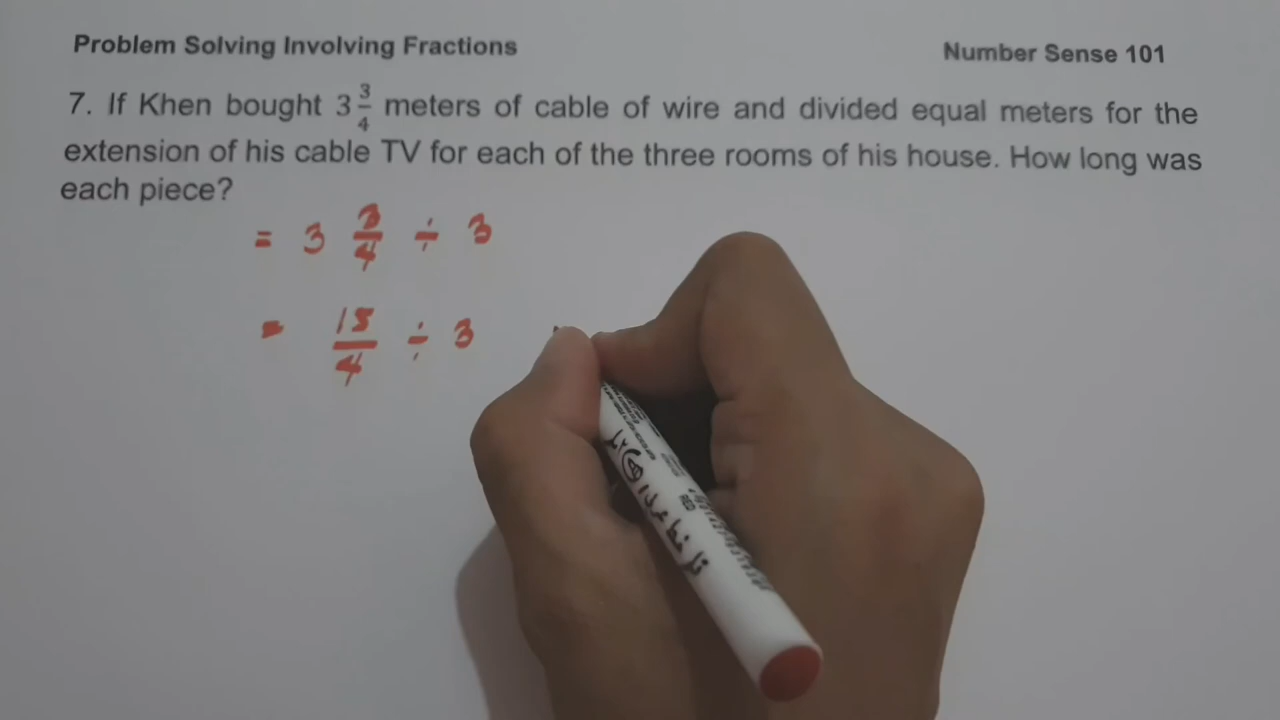 Problem Solving Involving Fractions
Number Sense 101
7. If Khen bought 3 3/4 meters of cable of wire and divided equal meters for the
extension of his cable TV for each of the three rooms of his house. How long was
each piece?
= 3 3/4 ÷ 3
= 15/4 ÷ 3
RED